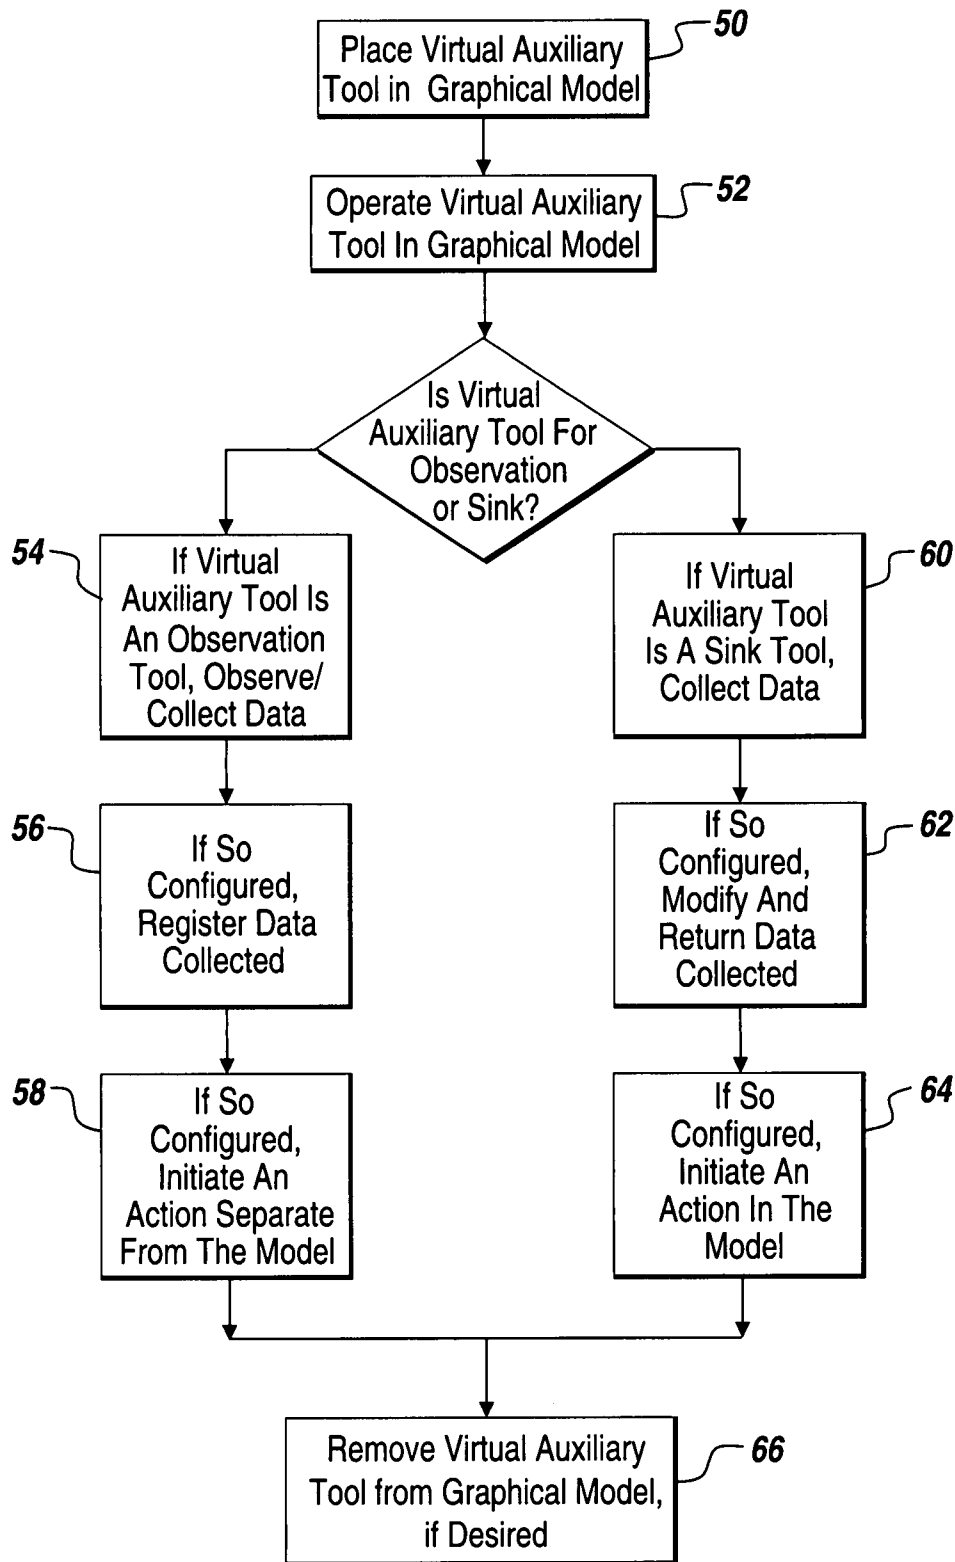 50
Place Virtual Auxiliary
Tool in Graphical Model
52
Operate Virtual Auxiliary
Tool In Graphical Model
Is Virtual
Auxiliary Tool For
Observation
or Sink?
54
If Virtual
Auxiliary Tool Is
An Observation
Tool, Observe/
Collect Data
60
If Virtual
Auxiliary Tool
Is A Sink Tool,
Collect Data
56
If So
Configured,
Register Data
Collected
62
If So
Configured,
Modify And
Return Data
Collected
58
If So
Configured,
Initiate An
Action Separate
From The Model
64
If So
Configured,
Initiate An
Action In The
Model
Remove Virtual Auxiliary
Tool from Graphical Model,
if Desired
66